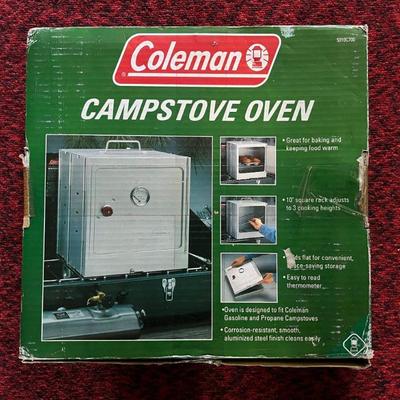 5010C700
Coleman
CAMPSTOVE OVEN
•Great for baking and
keeping food warm
•10" square rack adjusts
to 3 cooking heights
flat for convenient,
saving storage
•Easy to read
thermometer
•Oven is designed to fit Coleman
Gasoline and Propane Campstoves
•Corrosion-resistant, smooth,
aluminized steel finish cleans easily